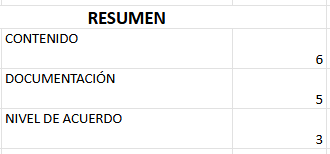 RESUMEN
CONTENIDO
6
DOCUMENTACIÓN
5
NIVEL DE ACUERDO
3